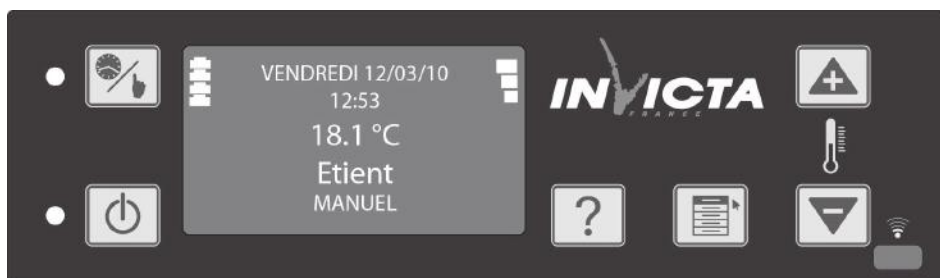 VENDREDI 12/03/10
12:53
18.1 °C
Etient
MANUEL
INVICTA
FRANCE
?
+
-